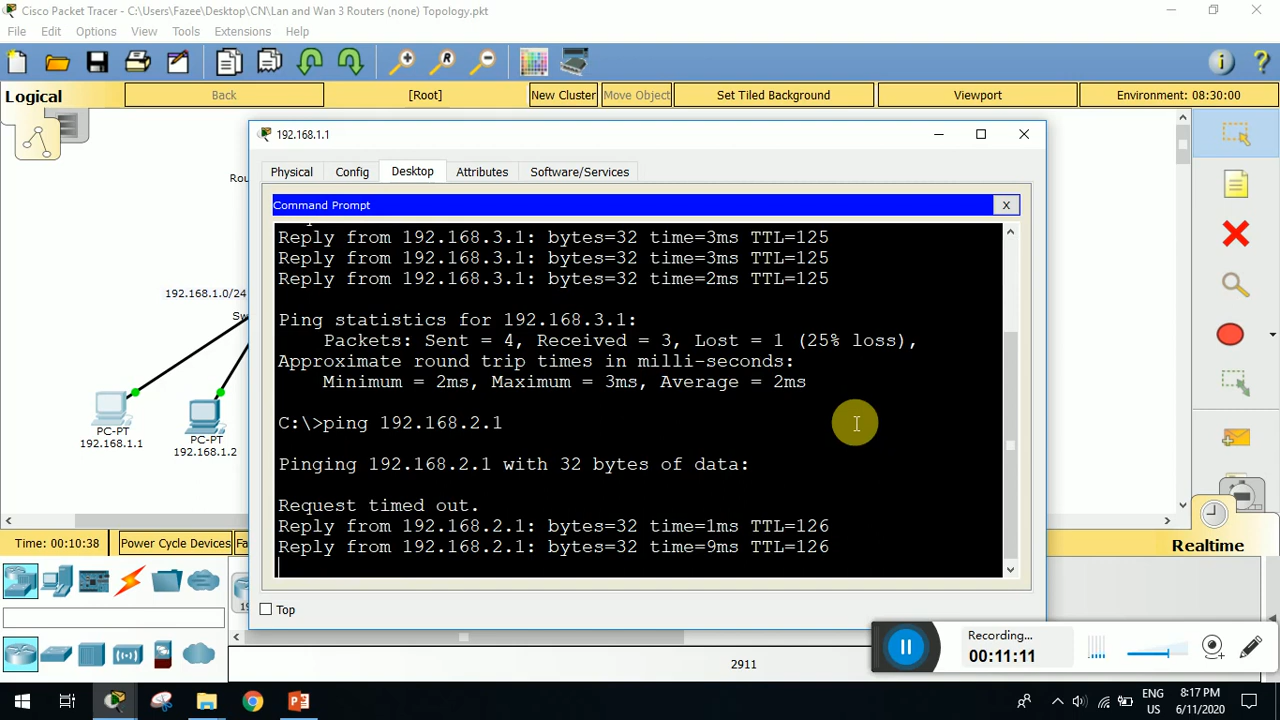 Cisco Packet Tracer - C:\Users\Fazee\Desktop\CN\Lan and Wan 3 Routers (none) Topology.pkt
File Edit Options View Tools Extensions Help
Logical Back [Root] New Cluster Move Object Set Tiled Background Viewport Environment: 08:30:00
192.168.1.1
Physical Config Desktop Attributes Software/Services
Rou
Command Prompt X
Reply from 192.168.3.1: bytes=32 time=3ms TTL=125
Reply from 192.168.3.1: bytes=32 time=3ms TTL=125
Reply from 192.168.3.1: bytes=32 time=2ms TTL=125
Ping statistics for 192.168.3.1:
Packets: Sent = 4, Received = 3, Lost = 1 (25% loss),
Approximate round trip times in milli-seconds:
Minimum = 2ms, Maximum = 3ms, Average = 2ms
C:\>ping 192.168.2.1
Pinging 192.168.2.1 with 32 bytes of data:
Request timed out.
Reply from 192.168.2.1: bytes=32 time=1ms TTL=126
Reply from 192.168.2.1: bytes=32 time=9ms TTL=126
Top
192.168.1.0/24
Sw
PC-PT
192.168.1.1
PC-PT
192.168.1.2
Time: 00:10:38 Power Cycle Devices Fa
Realtime
19
2911
Recording...
00:11:11
ENG
US
8:17 PM
6/11/2020